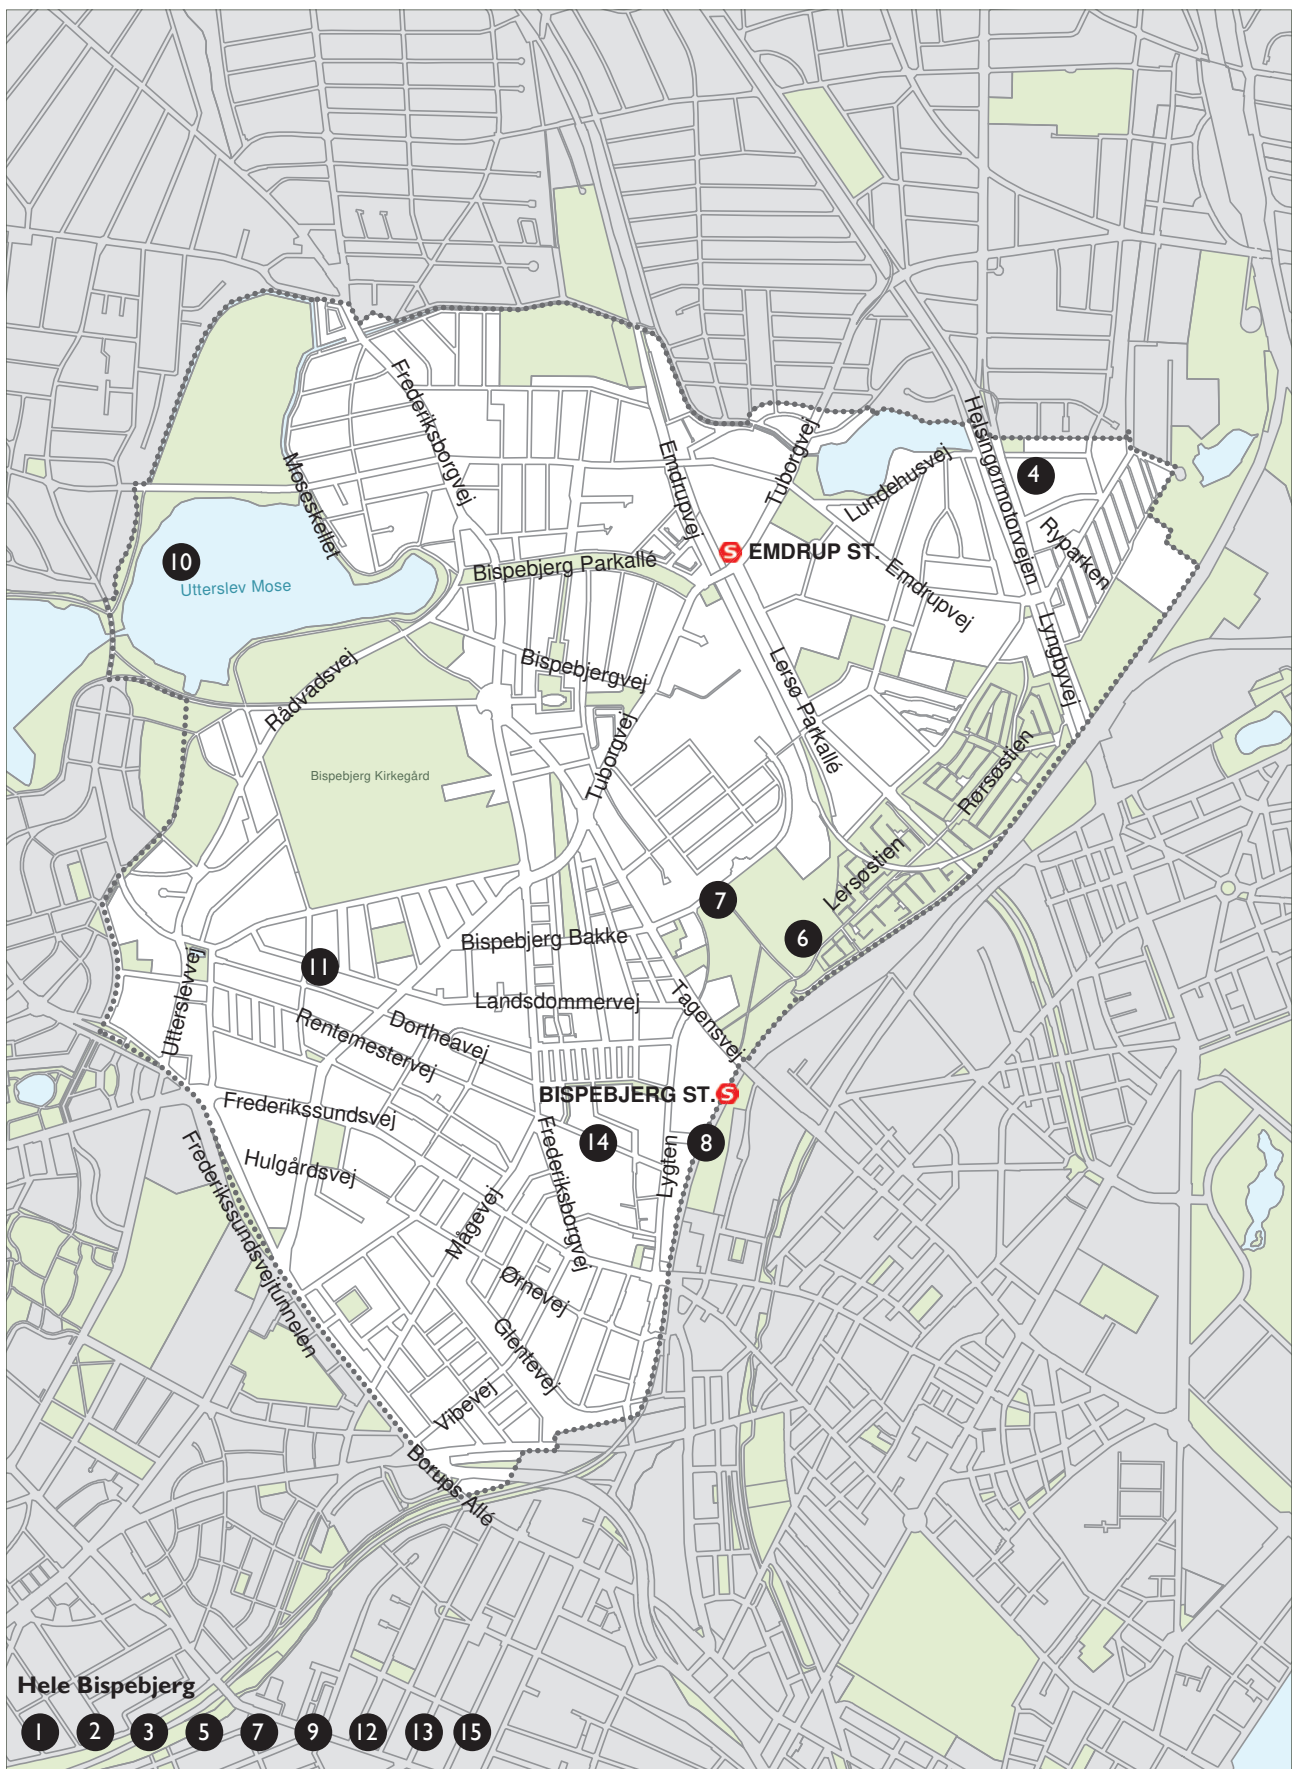 Frederiksborgvej
Helsingørmotorvejen
Tuborgvej
Emdrupvej
Moseskellet
Lundehusvej
4
Ryparken
10
Utterslev Mose
S EMDRUP ST.
Bispebjerg Parkallé
Emdrupvej
Lyngbyvej
Bispebjergvej
Lersø Parkallé
Rådvadsvej
Tuborgvej
Rørsøstien
Bispebjerg Kirkegård
Lersøstien
7
6
Bispebjerg Bakke
11
Utterslevvej
Landsdommervej
Tagensvej
Dortheavej
Rentemestervej
BISPEBJERG ST. S
Frederikssundsvej
Frederiksborgvej
14
8
Lygten
Hulgårdsvej
Frederikssundsvejtunnelen
Mågevej
Ørnevej
Glentevej
Vibevej
Borups Allé
Hele Bispebjerg
1 2 3 5 7 9 12 13 15